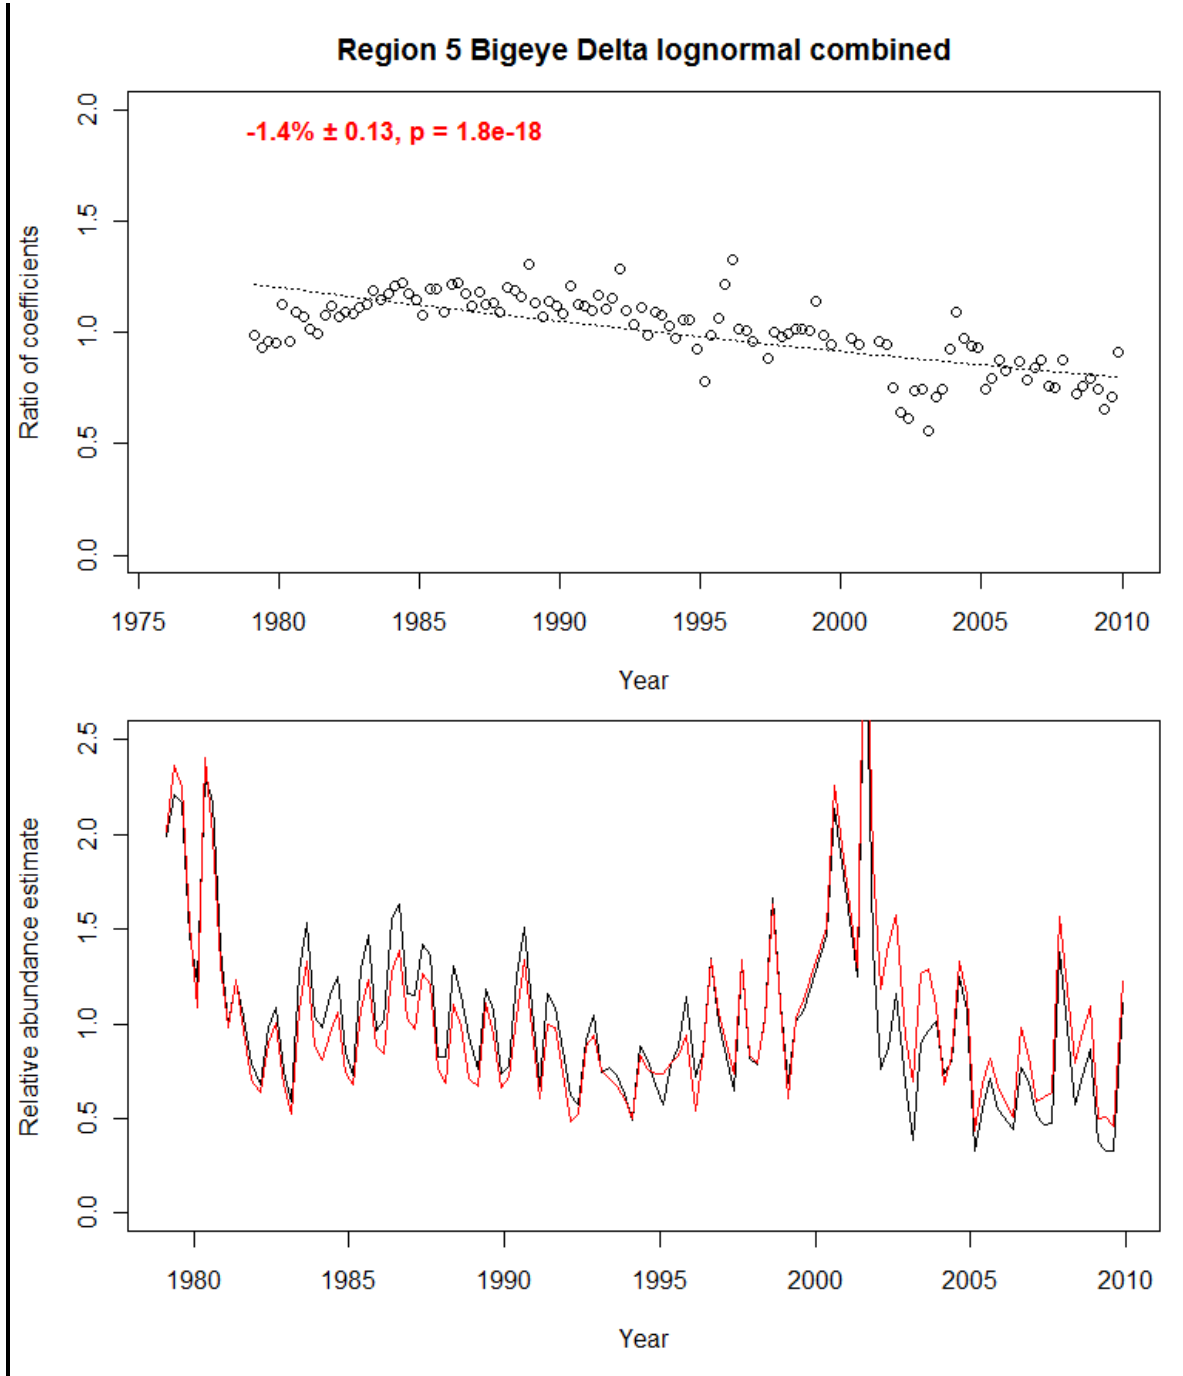 Region 5 Bigeye Delta lognormal combined
-1.4% ± 0.13, p = 1.8e-18
Ratio of coefficients
2.0
1.5
1.0
0.5
0.0
1975 1980 1985 1990 1995 2000 2005 2010
Year
Relative abundance estimate
2.5
2.0
1.5
1.0
0.5
0.0
1980 1985 1990 1995 2000 2005 2010
Year